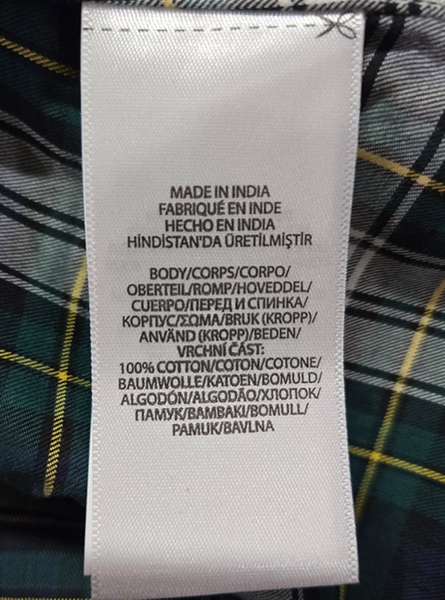 MADE IN INDIA
FABRIQUÉ EN INDE
HECHO EN INDIA
HİNDİSTAN'DA ÜRETİLMİŞTİR
BODY/CORPS/CORPO/
OBERTEIL/ROMP/HOVEDDEL/
CUERPO/ПЕРЕД И СПИНКА/
КОРПУС/ΣΩΜΑ/BRUK (KROPP)/
ANVÄND (KROPP)/BEDEN/
VRCHNÍ ČÁST:
100% COTTON/COTON/COTONE/
BAUMWOLLE/KATOEN/BOMULD/
ALGODÓN/ALGODÃO/ХЛОПОК/
ПАМУК/ΒΑΜΒΑΚΙ/BOMULL/
PAMUK/BAVLNA